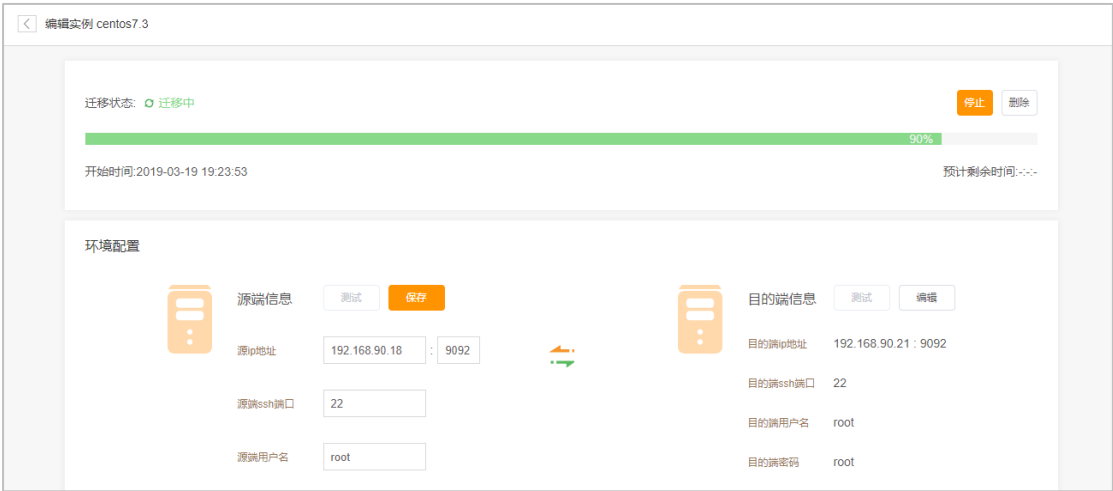 编辑实例 centos7.3
迁移状态: 迁移中
停止 删除
90%
开始时间:2019-03-19 19:23:53
预计剩余时间:-:-:-
环境配置
源端信息 测试 保存
源ip地址 192.168.90.18 : 9092
源端ssh端口 22
源端用户名 root
目的端信息 测试 编辑
目的端ip地址 192.168.90.21 : 9092
目的端ssh端口 22
目的端用户名 root
目的端密码 root